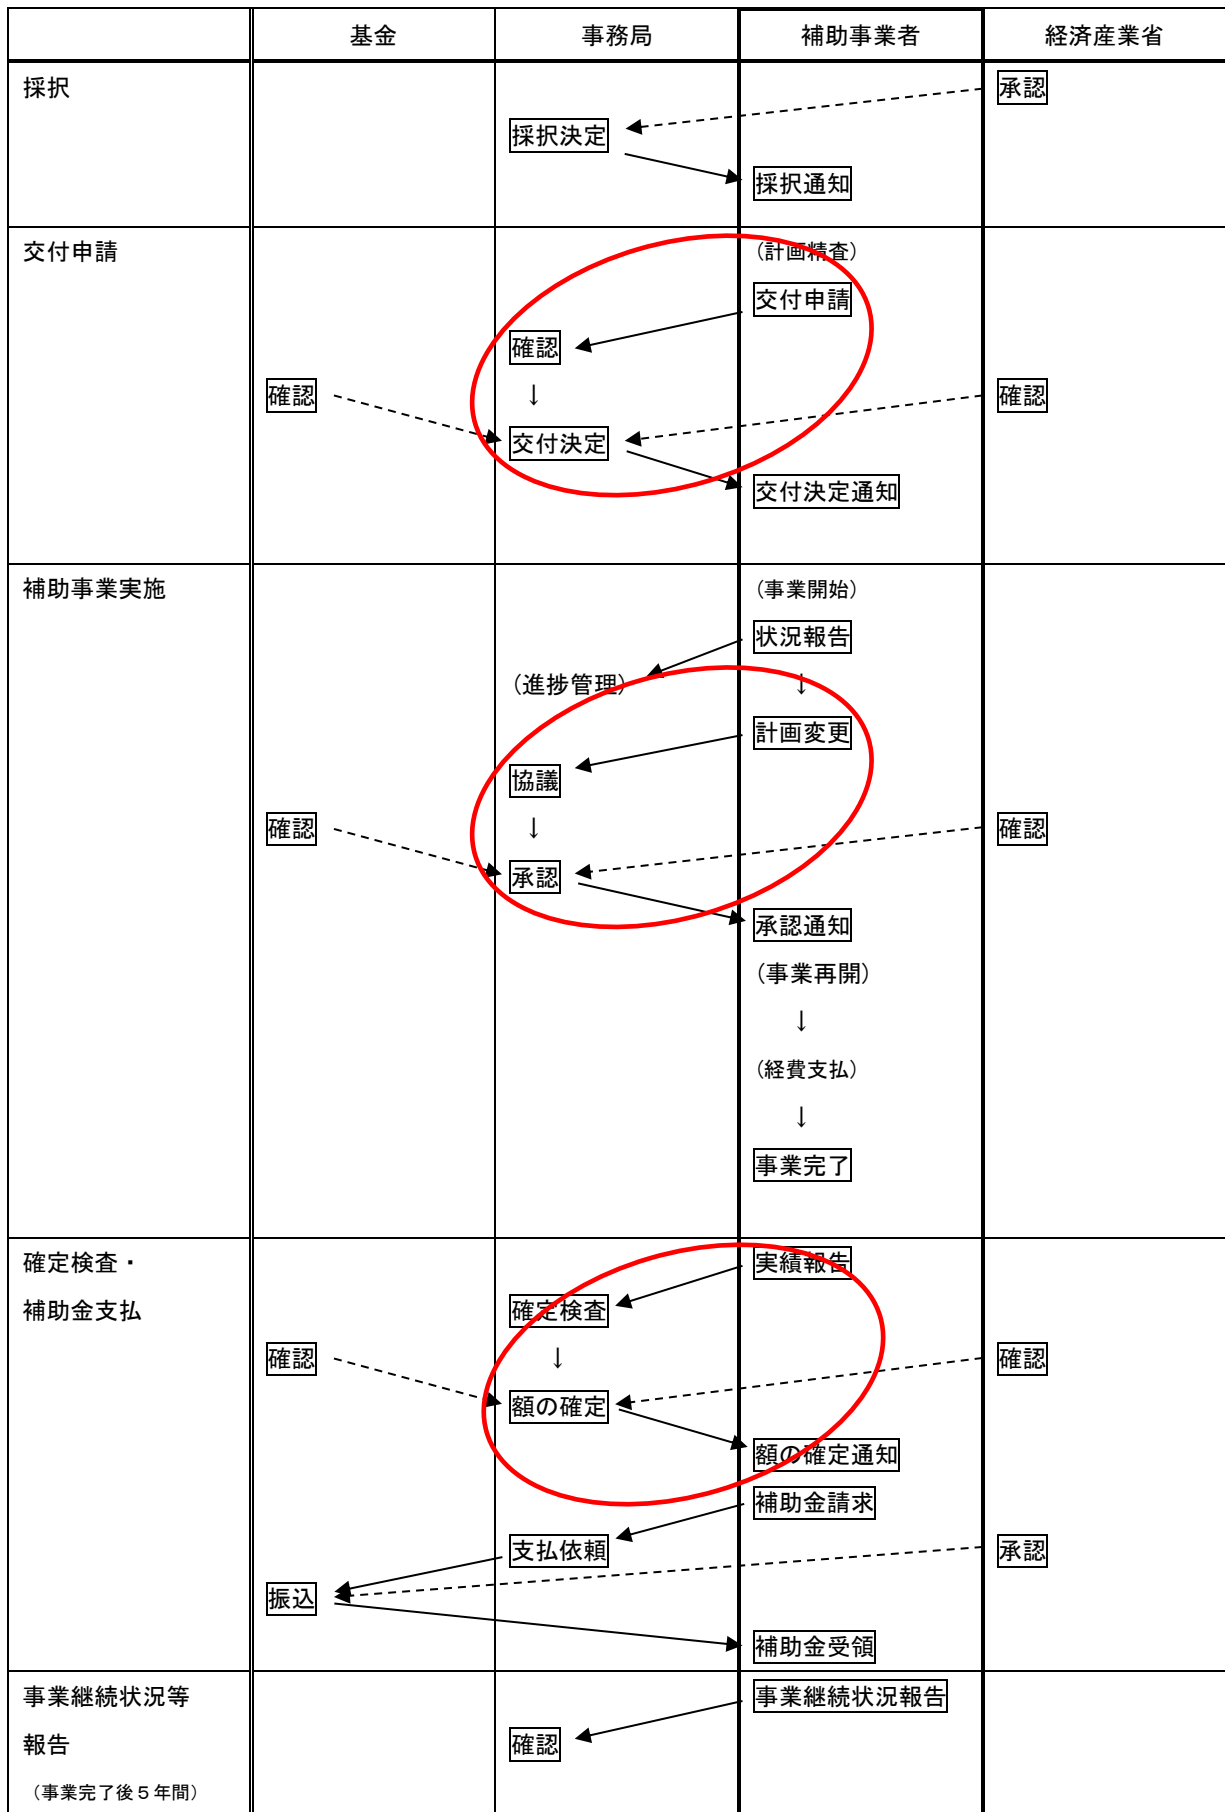 基金 事務局 補助事業者 経済産業省
採択 承認
採択決定
採択通知
交付申請 （計画精査）
交付申請
確認
確認 ↓ 確認
交付決定
交付決定通知
補助事業実施 （事業開始）
状況報告
（進捗管理） ↓
計画変更
協議
確認 ↓ 確認
承認
承認通知
（事業再開）
↓
（経費支払）
↓
事業完了
確定検査・ 実績報告
補助金支払 確定検査
確認 ↓ 確認
額の確定
額の確定通知
補助金請求
支払依頼 承認
振込
補助金受領
事業継続状況等 事業継続状況報告
報告 確認
（事業完了後５年間）